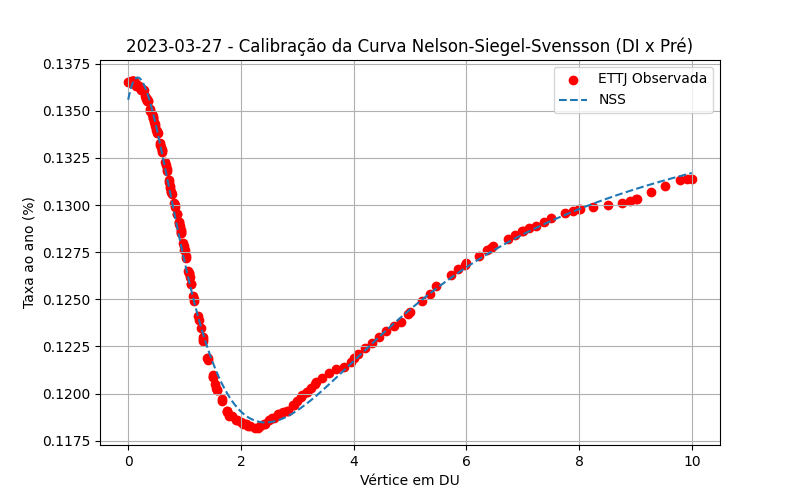 2023-03-27 - Calibração da Curva Nelson-Siegel-Svensson (DI x Pré)
0.1375
0.1350
0.1325
0.1300
0.1275
0.1250
0.1225
0.1200
0.1175
Taxa ao ano (%)
ETTJ Observada
NSS
0 2 4 6 8 10
Vértice em DU